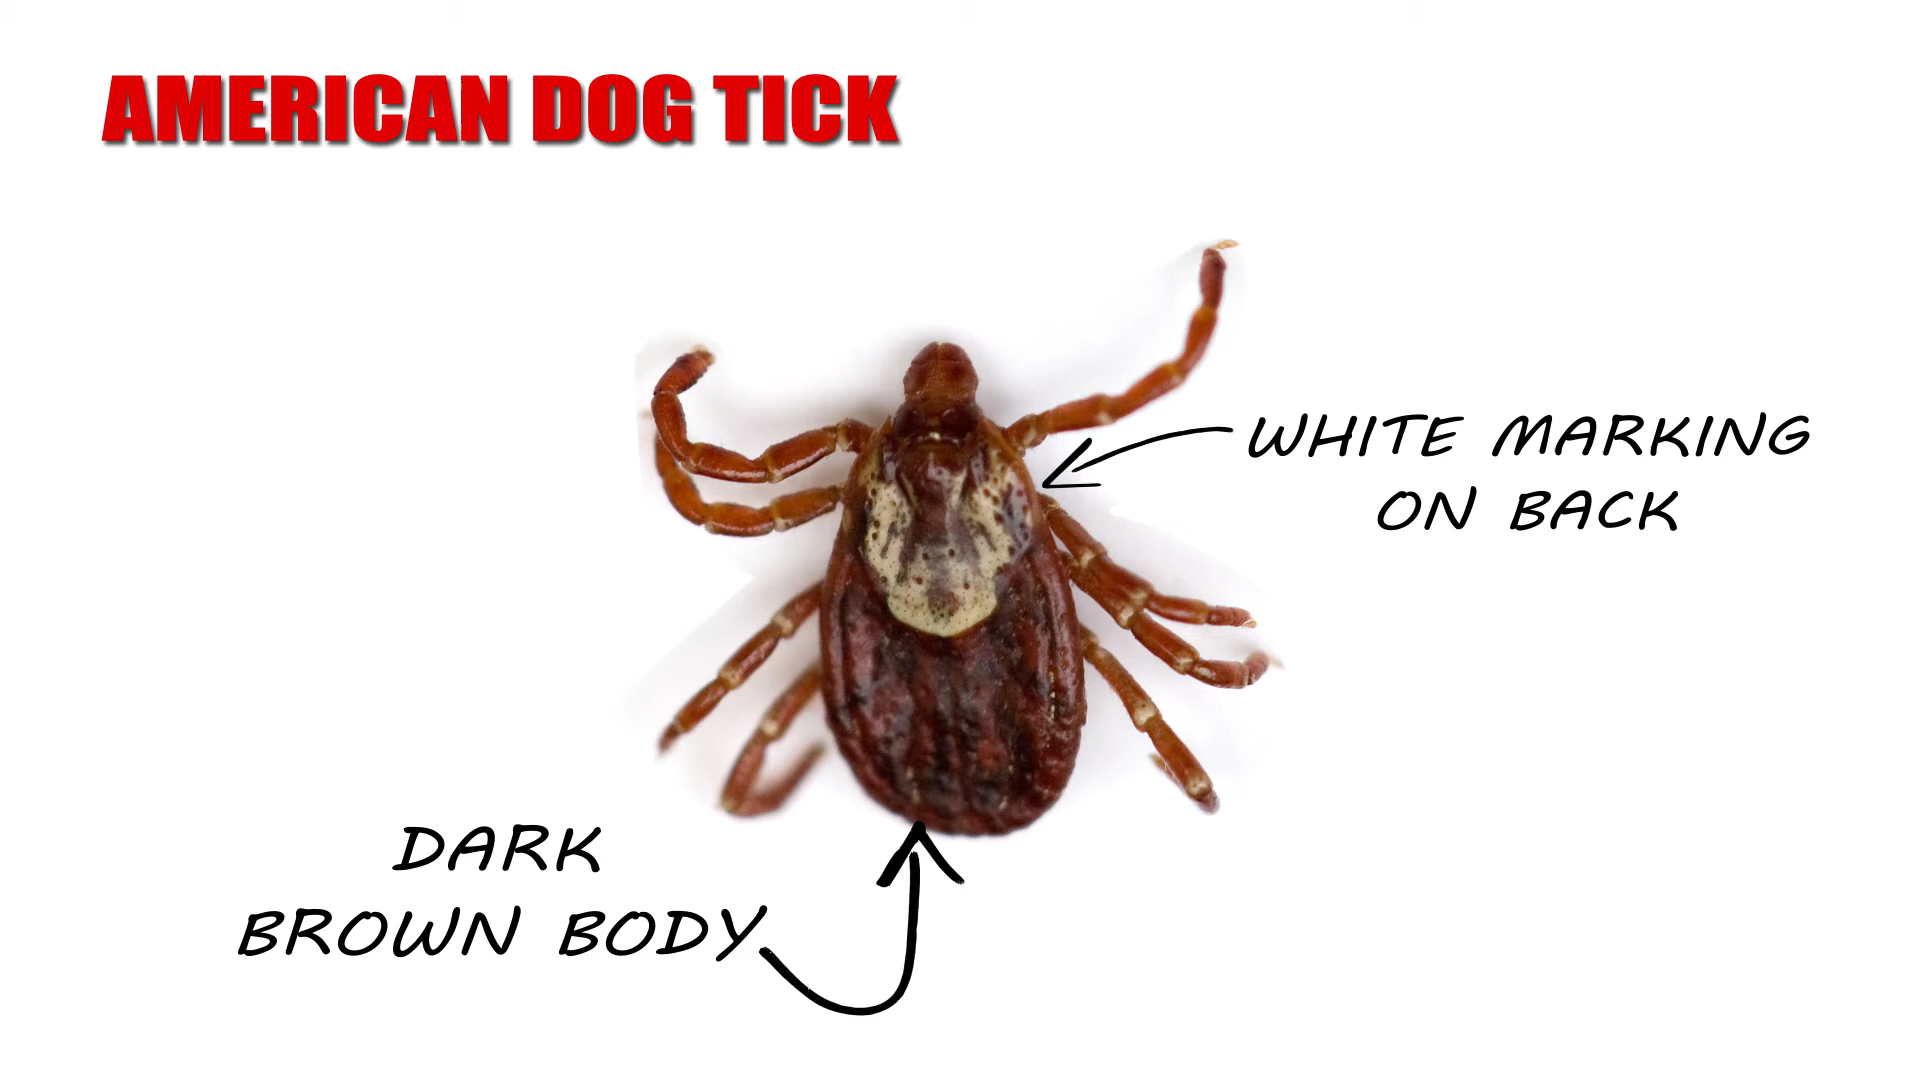 AMERICAN DOG TICK
WHITE MARKING
ON BACK
DARK
BROWN BODY